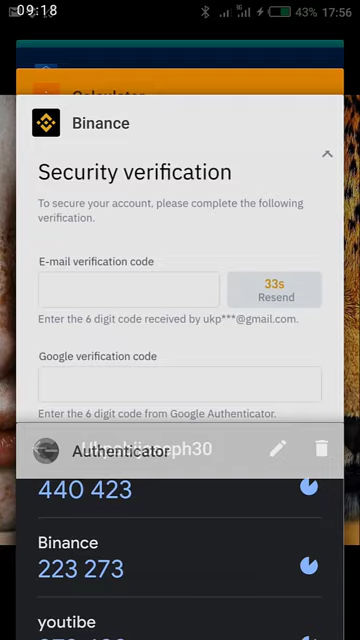 09:18
43% 17:56
Calculator
Binance
Security verification
To secure your account, please complete the following
verification.
E-mail verification code
33s
Resend
Enter the 6 digit code received by ukp***@gmail.com.
Google verification code
Enter the 6 digit code from Google Authenticator.
Authenticator
440 423
Binance
223 273
youtibe